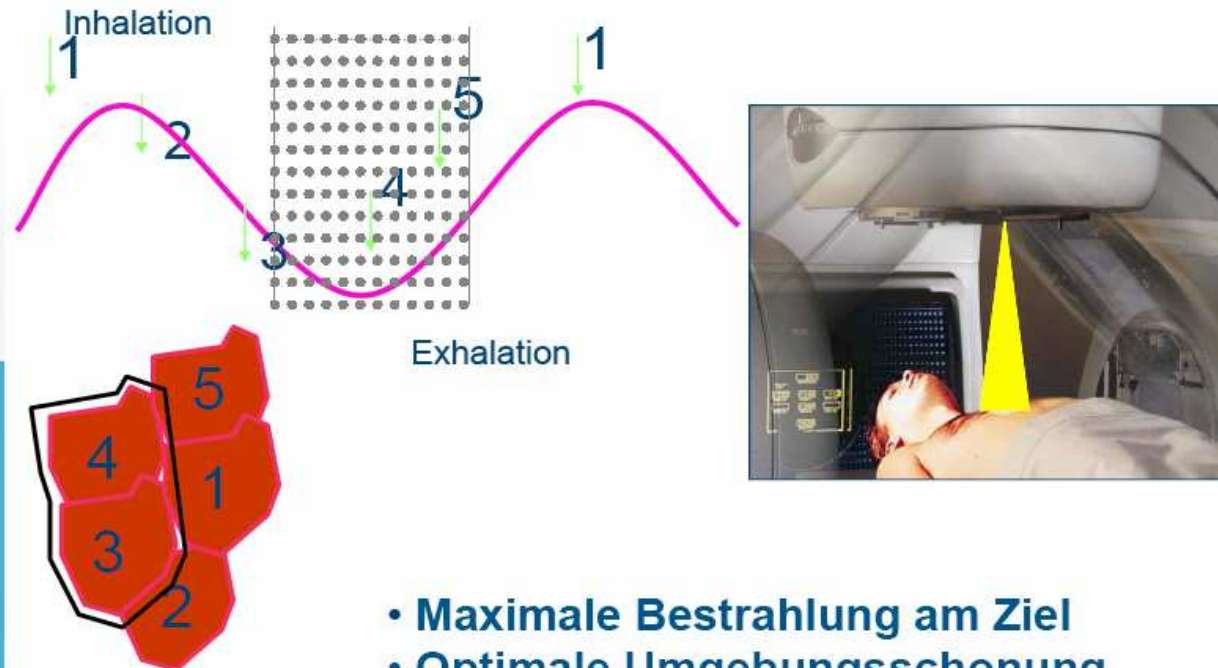 Inhalation
1
2
3
4
5
1
Exhalation
5
4
1
3
2
• Maximale Bestrahlung am Ziel
• Optimale Umgebungsschonung